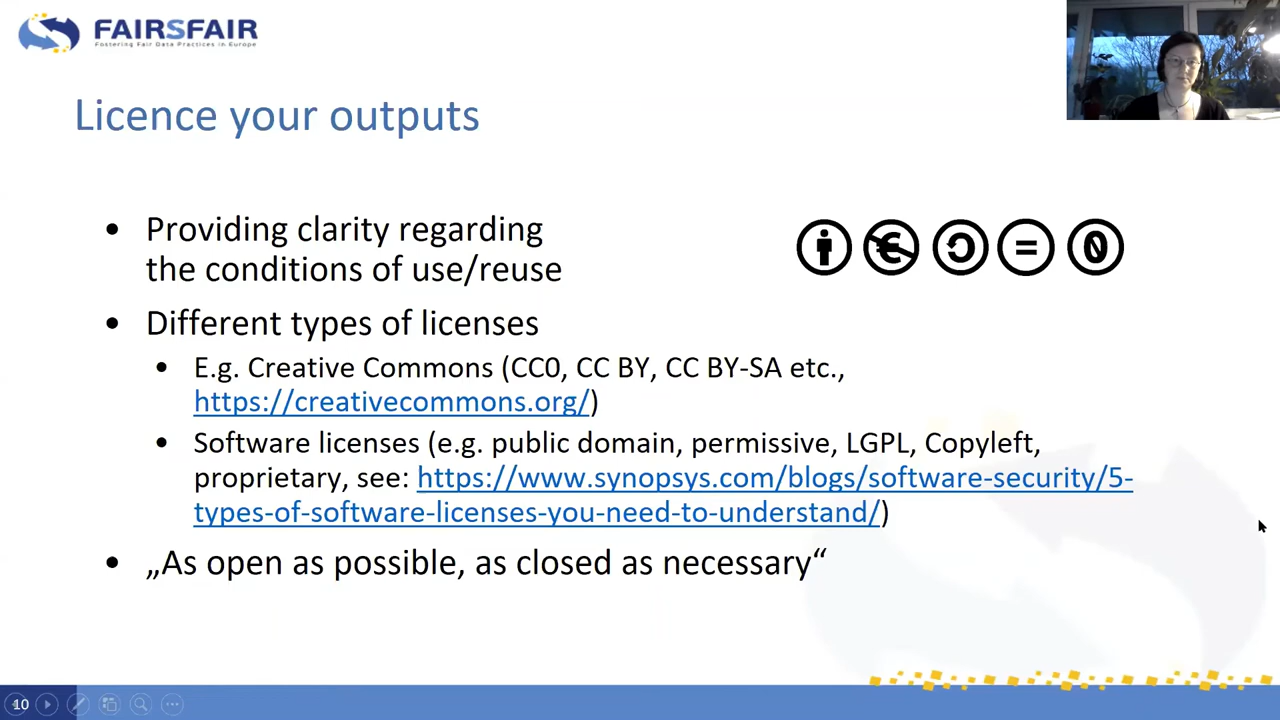 FAIRSFAIR
Fostering Fair Data Practices in Europe
Licence your outputs
• Providing clarity regarding
the conditions of use/reuse
• Different types of licenses
• E.g. Creative Commons (CC0, CC BY, CC BY-SA etc.,
https://creativecommons.org/)
• Software licenses (e.g. public domain, permissive, LGPL, Copyleft,
proprietary, see: https://www.synopsys.com/blogs/software-security/5-
types-of-software-licenses-you-need-to-understand/)
• „As open as possible, as closed as necessary“
10